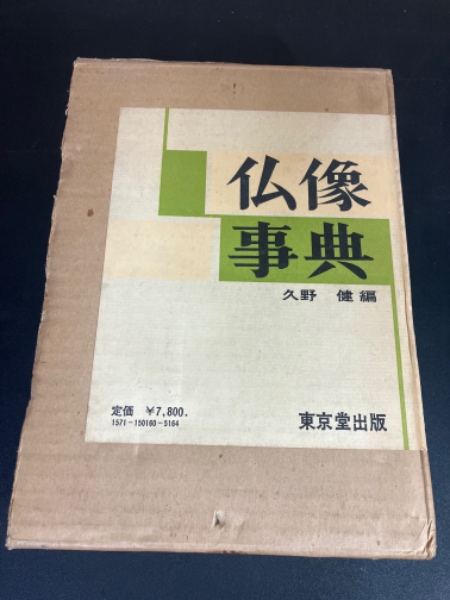 仏像
事典
久野 健 編
定価 ¥7,800.
1571-150160-5164
東京堂出版